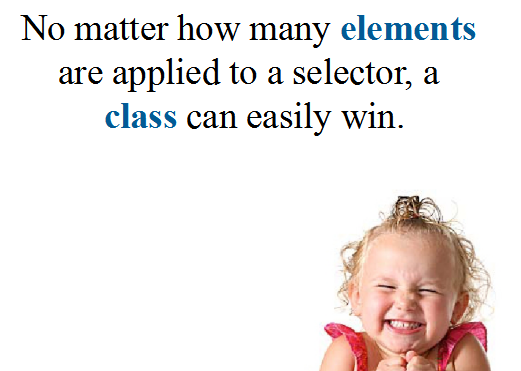 No matter how many elements
are applied to a selector, a
class can easily win.